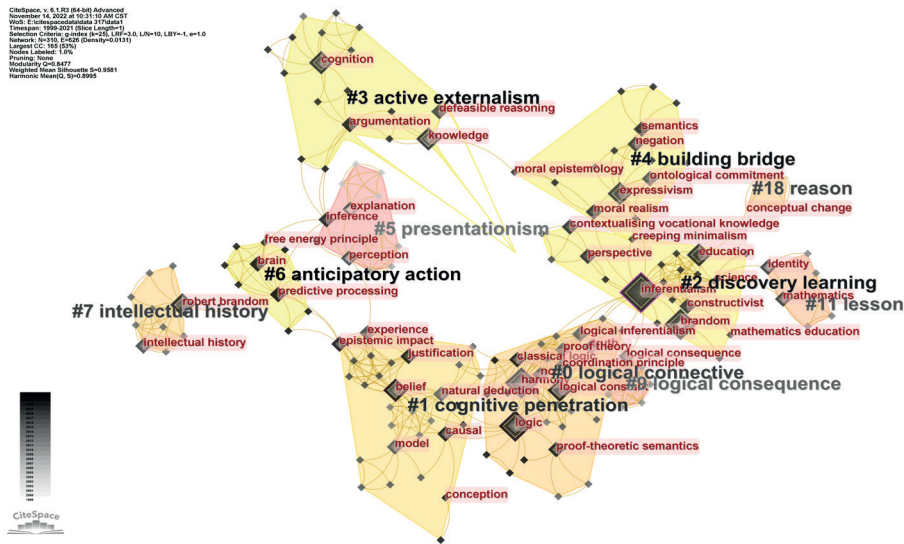 CiteSpace, v. 6.1.R3 (64-bit) Advanced
November 14, 2022 at 10:31:10 AM CST
WoS: E:\citespacedata\data 317\data1
Timespan: 1999-2021 (Slice Length=1)
Selection Criteria: g-index (k=25), LRF=3.0, L/N=10, LBY=-1, e=1.0
Network: N=310, E=626 (Density=0.0131)
Largest CC: 165 (53%)
Nodes Labeled: 1.0%
Pruning: None
Modularity Q=0.8477
Weighted Mean Silhouette S=0.9581
Harmonic Mean(Q, S)=0.8995
cognition
#3 active externalism
defeasible reasoning
argumentation
knowledge
semantics
negation
#4 building bridge
moral epistemology
ontological commitment
expressivism
#18 reason
moral realism
conceptual change
explanation
inference
#5 presentationism
contextualising vocational knowledge
creeping minimalism
free energy principle
perception
perspective
education
brain
#6 anticipatory action
science
identity
#2 discovery learning
inferentialism
predictive processing
robert brandom
#7 intellectual history
constructivist
mathematics
#11 lesson
brandom
mathematics education
intellectual history
experience
epistemic impact
logical inferentialism
truth
proof theory
justification
classical logic
logical consequence
coordination principle
#0 logical connective
harmony
belief
natural deduction
#9 logical consequence
#1 cognitive penetration
logic
causal
model
proof-theoretic semantics
conception
CiteSpace